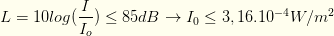 L = 10log(I/I_o) ≤ 85dB → I_0 ≤ 3,16.10^{-4}W/m^2